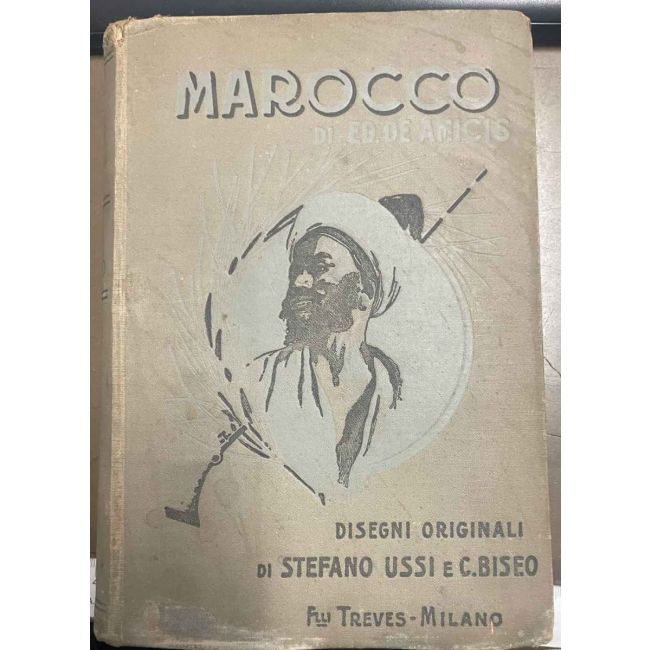 MAROCCO
DI ED. DE AMICIS
DISEGNI ORIGINALI
DI STEFANO USSI E C. BISEO
FLLI TREVES - MILANO